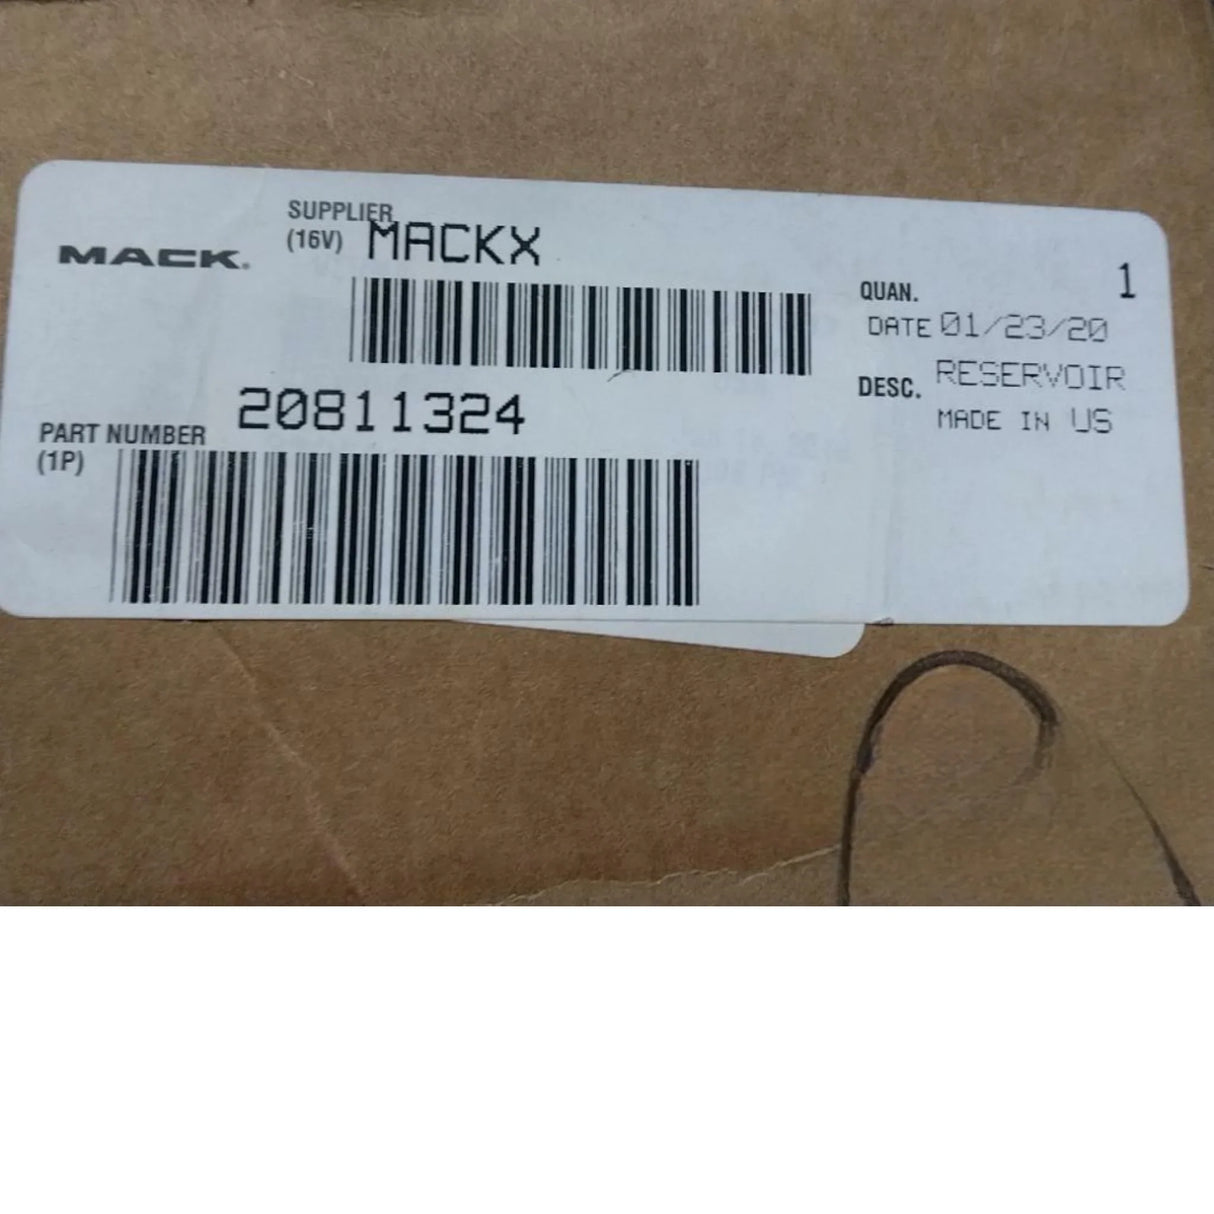 MACK®
SUPPLIER
(16V) MACKX
QUAN. 1
DATE 01/23/20
DESC. RESERVOIR
MADE IN US
PART NUMBER 20811324
(1P)